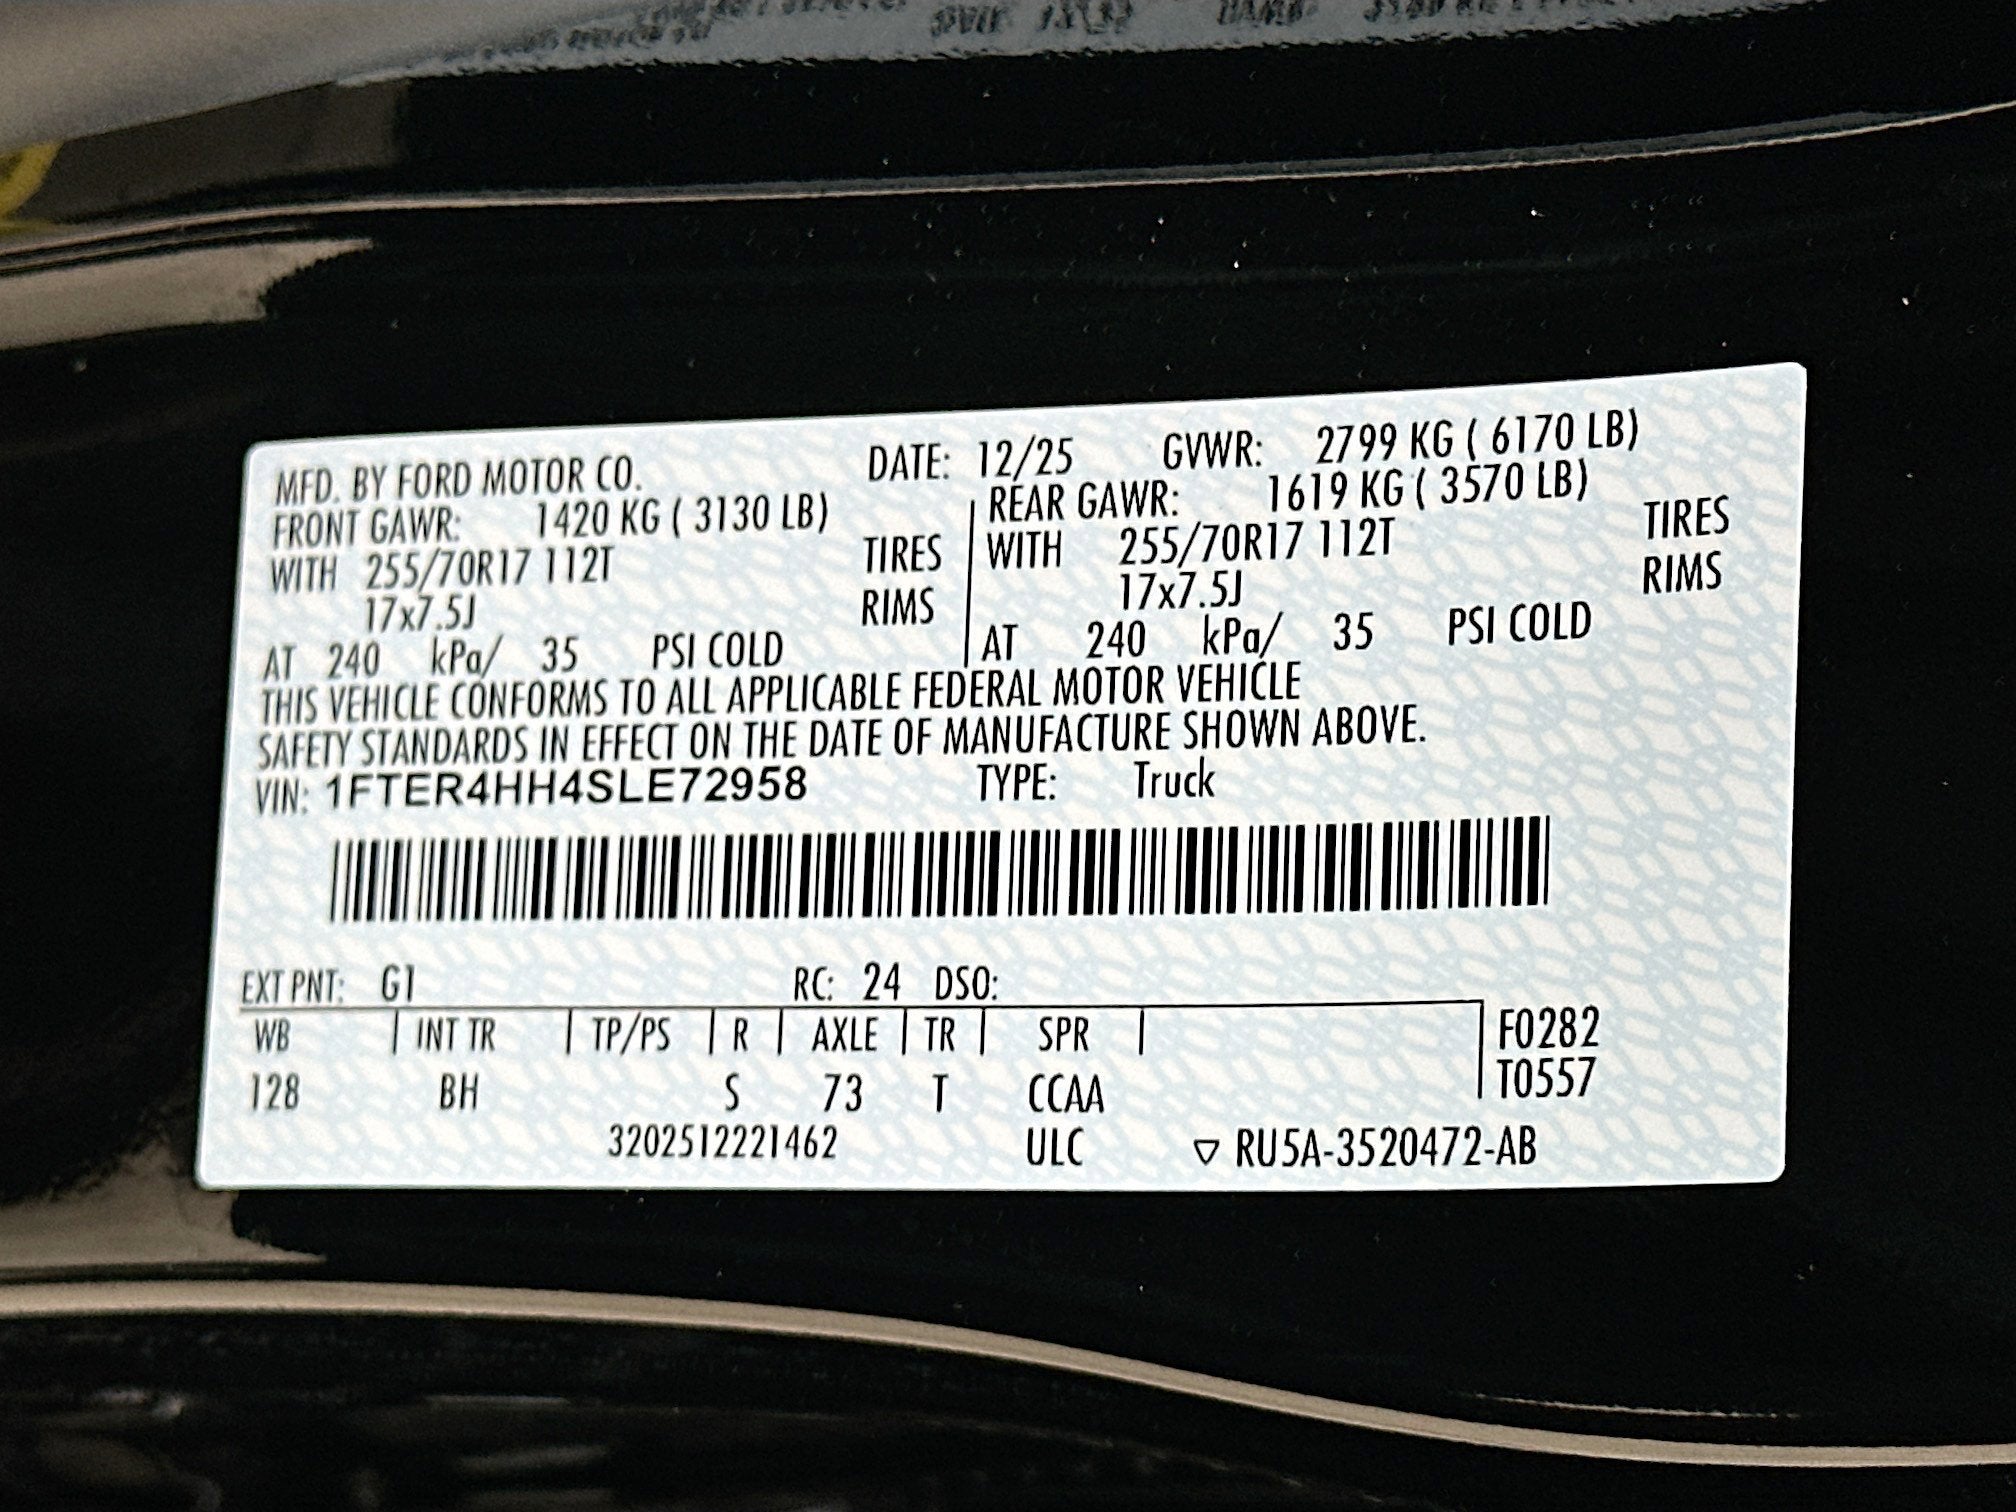 MFD. BY FORD MOTOR CO. DATE: 12/25 GVWR: 2799 KG ( 6170 LB)
FRONT GAWR: 1420 KG ( 3130 LB) REAR GAWR: 1619 KG ( 3570 LB)
WITH 255/70R17 112T TIRES WITH 255/70R17 112T TIRES
17x7.5J RIMS 17x7.5J RIMS
AT 240 kPa/ 35 PSI COLD AT 240 kPa/ 35 PSI COLD
THIS VEHICLE CONFORMS TO ALL APPLICABLE FEDERAL MOTOR VEHICLE
SAFETY STANDARDS IN EFFECT ON THE DATE OF MANUFACTURE SHOWN ABOVE.
VIN: 1FTER4HH4SLE72958 TYPE: Truck
EXT PNT: G1 RC: 24 DSO:
WB INT TR TP/PS R AXLE TR SPR F0282
128 BH S 73 T CCAA T0557
3202512221462 ULC ▽ RU5A-3520472-AB